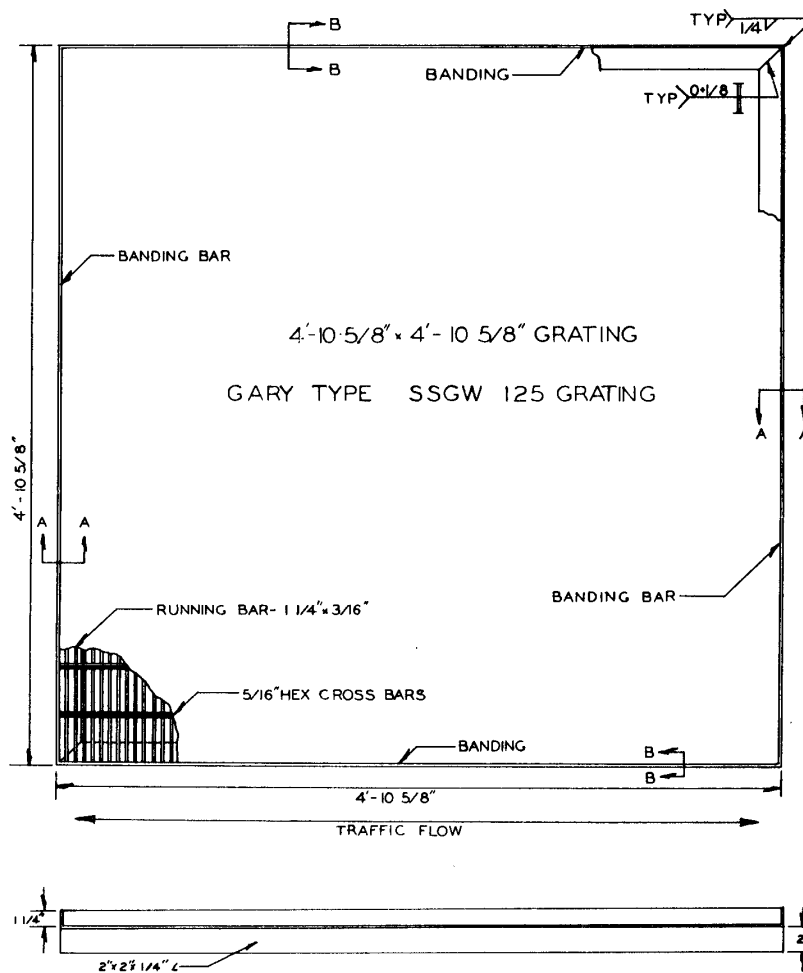 TYP 1/4
B
B
BANDING
TYP 0+1/8
BANDING BAR
4'-10 5/8" x 4'-10 5/8" GRATING
GARY TYPE SSGW 125 GRATING
A
A
4'-10 5/8"
A A
BANDING BAR
RUNNING BAR- 1 1/4" x 3/16"
5/16" HEX CROSS BARS
BANDING
B
B
4'-10 5/8"
TRAFFIC FLOW
1 1/4"
2
2"x 2"x 1/4" L